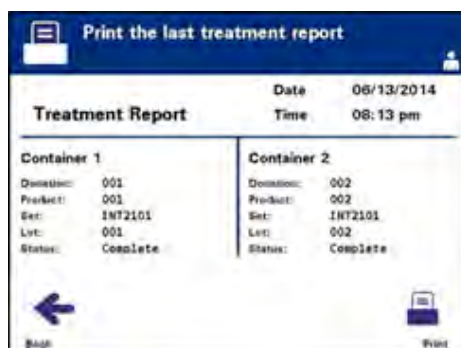 Print the last treatment report
Date 06/13/2014
Treatment Report Time 08:13 pm
Container 1
Donation: 001
Product: 001
Set: INT2101
Lot: 001
Status: Complete
Container 2
Donation: 002
Product: 002
Set: INT2101
Lot: 002
Status: Complete
Back
Print